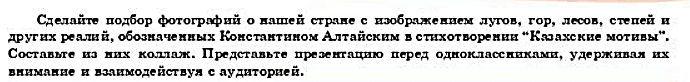 Сделайте подбор фотографий о нашей стране с изображением лугов, гор, лесов, степей и
других реалий, обозначенных Константином Алтайским в стихотворении “Казахские мотивы”.
Составьте из них коллаж. Представьте презентацию перед одноклассниками, удерживая их
внимание и взаимодействуя с аудиторией.